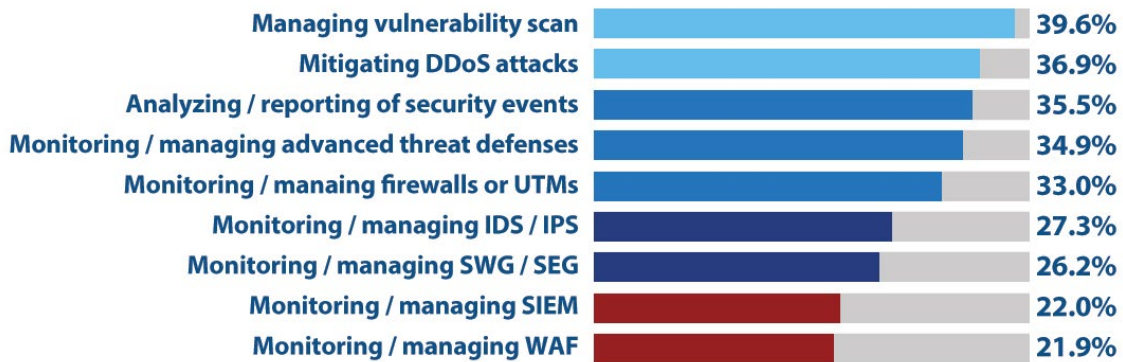 Managing vulnerability scan 39.6%
Mitigating DDoS attacks 36.9%
Analyzing / reporting of security events 35.5%
Monitoring / managing advanced threat defenses 34.9%
Monitoring / manaing firewalls or UTMs 33.0%
Monitoring / managing IDS / IPS 27.3%
Monitoring / managing SWG / SEG 26.2%
Monitoring / managing SIEM 22.0%
Monitoring / managing WAF 21.9%